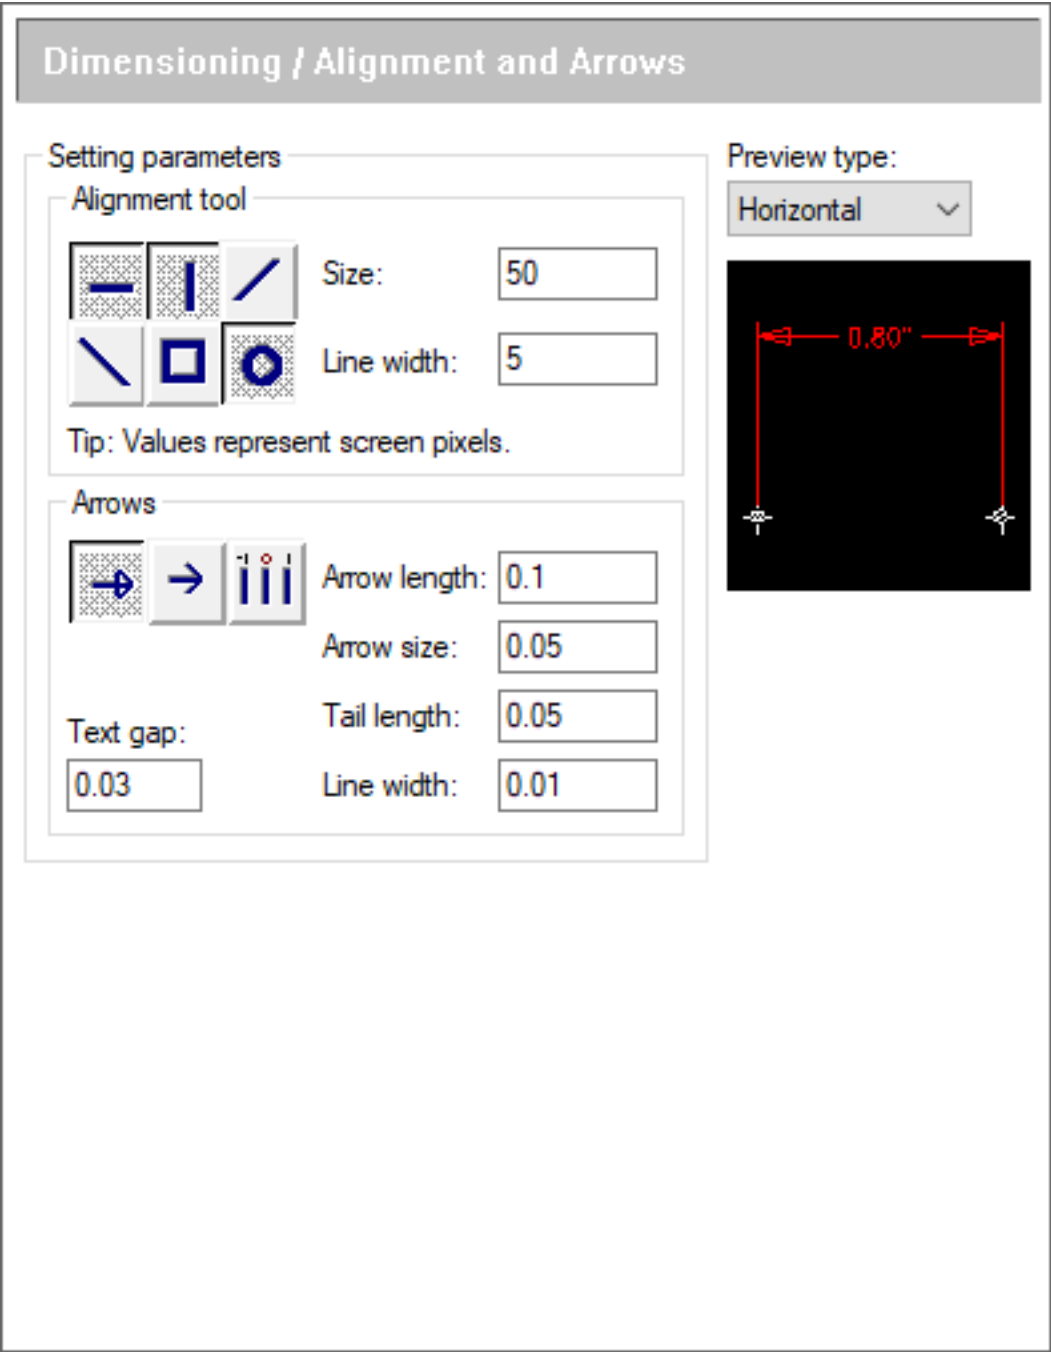 Dimensioning / Alignment and Arrows
Setting parameters
Alignment tool
Size: 50
Line width: 5
Tip: Values represent screen pixels.
Arrows
Arrow length: 0.1
Arrow size: 0.05
Tail length: 0.05
Text gap:
0.03
Line width: 0.01
Preview type:
Horizontal
0.80"